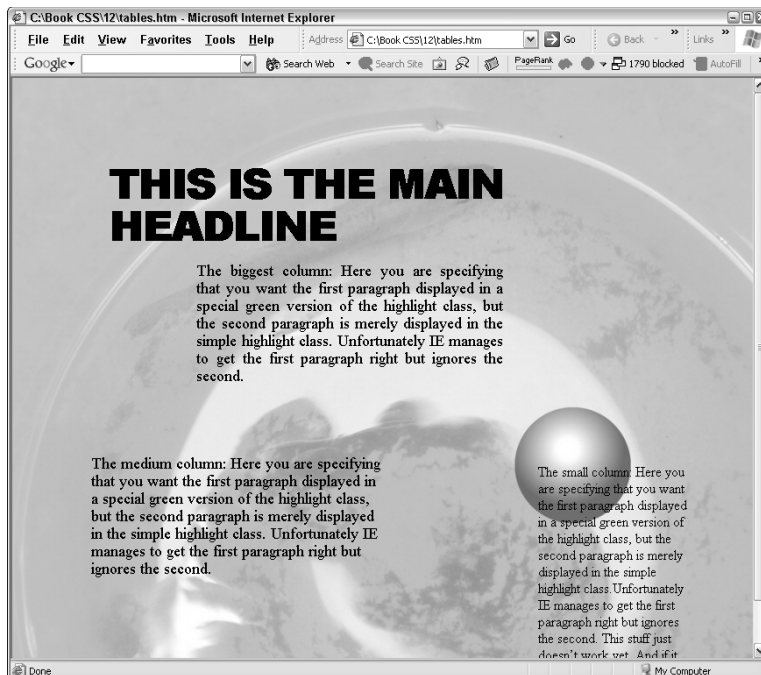 C:\Book CSS\12\tables.htm - Microsoft Internet Explorer
File Edit View Favorites Tools Help Address C:\Book CSS\12\tables.htm Go Back » Links »
Google Search Web Search Site PageRank 1790 blocked AutoFill
THIS IS THE MAIN
HEADLINE
The biggest column: Here you are specifying
that you want the first paragraph displayed in a
special green version of the highlight class, but
the second paragraph is merely displayed in the
simple highlight class. Unfortunately IE manages
to get the first paragraph right but ignores the
second.
The medium column: Here you are specifying
that you want the first paragraph displayed in
a special green version of the highlight class,
but the second paragraph is merely displayed
in the simple highlight class. Unfortunately IE
manages to get the first paragraph right but
ignores the second.
The small column: Here you
are specifying that you want
the first paragraph displayed
in a special green version of
the highlight class, but the
second paragraph is merely
displayed in the simple
highlight class.Unfortunately
IE manages to get the first
paragraph right but ignores
the second. This stuff just
doesn't work yet. And if it
Done My Computer